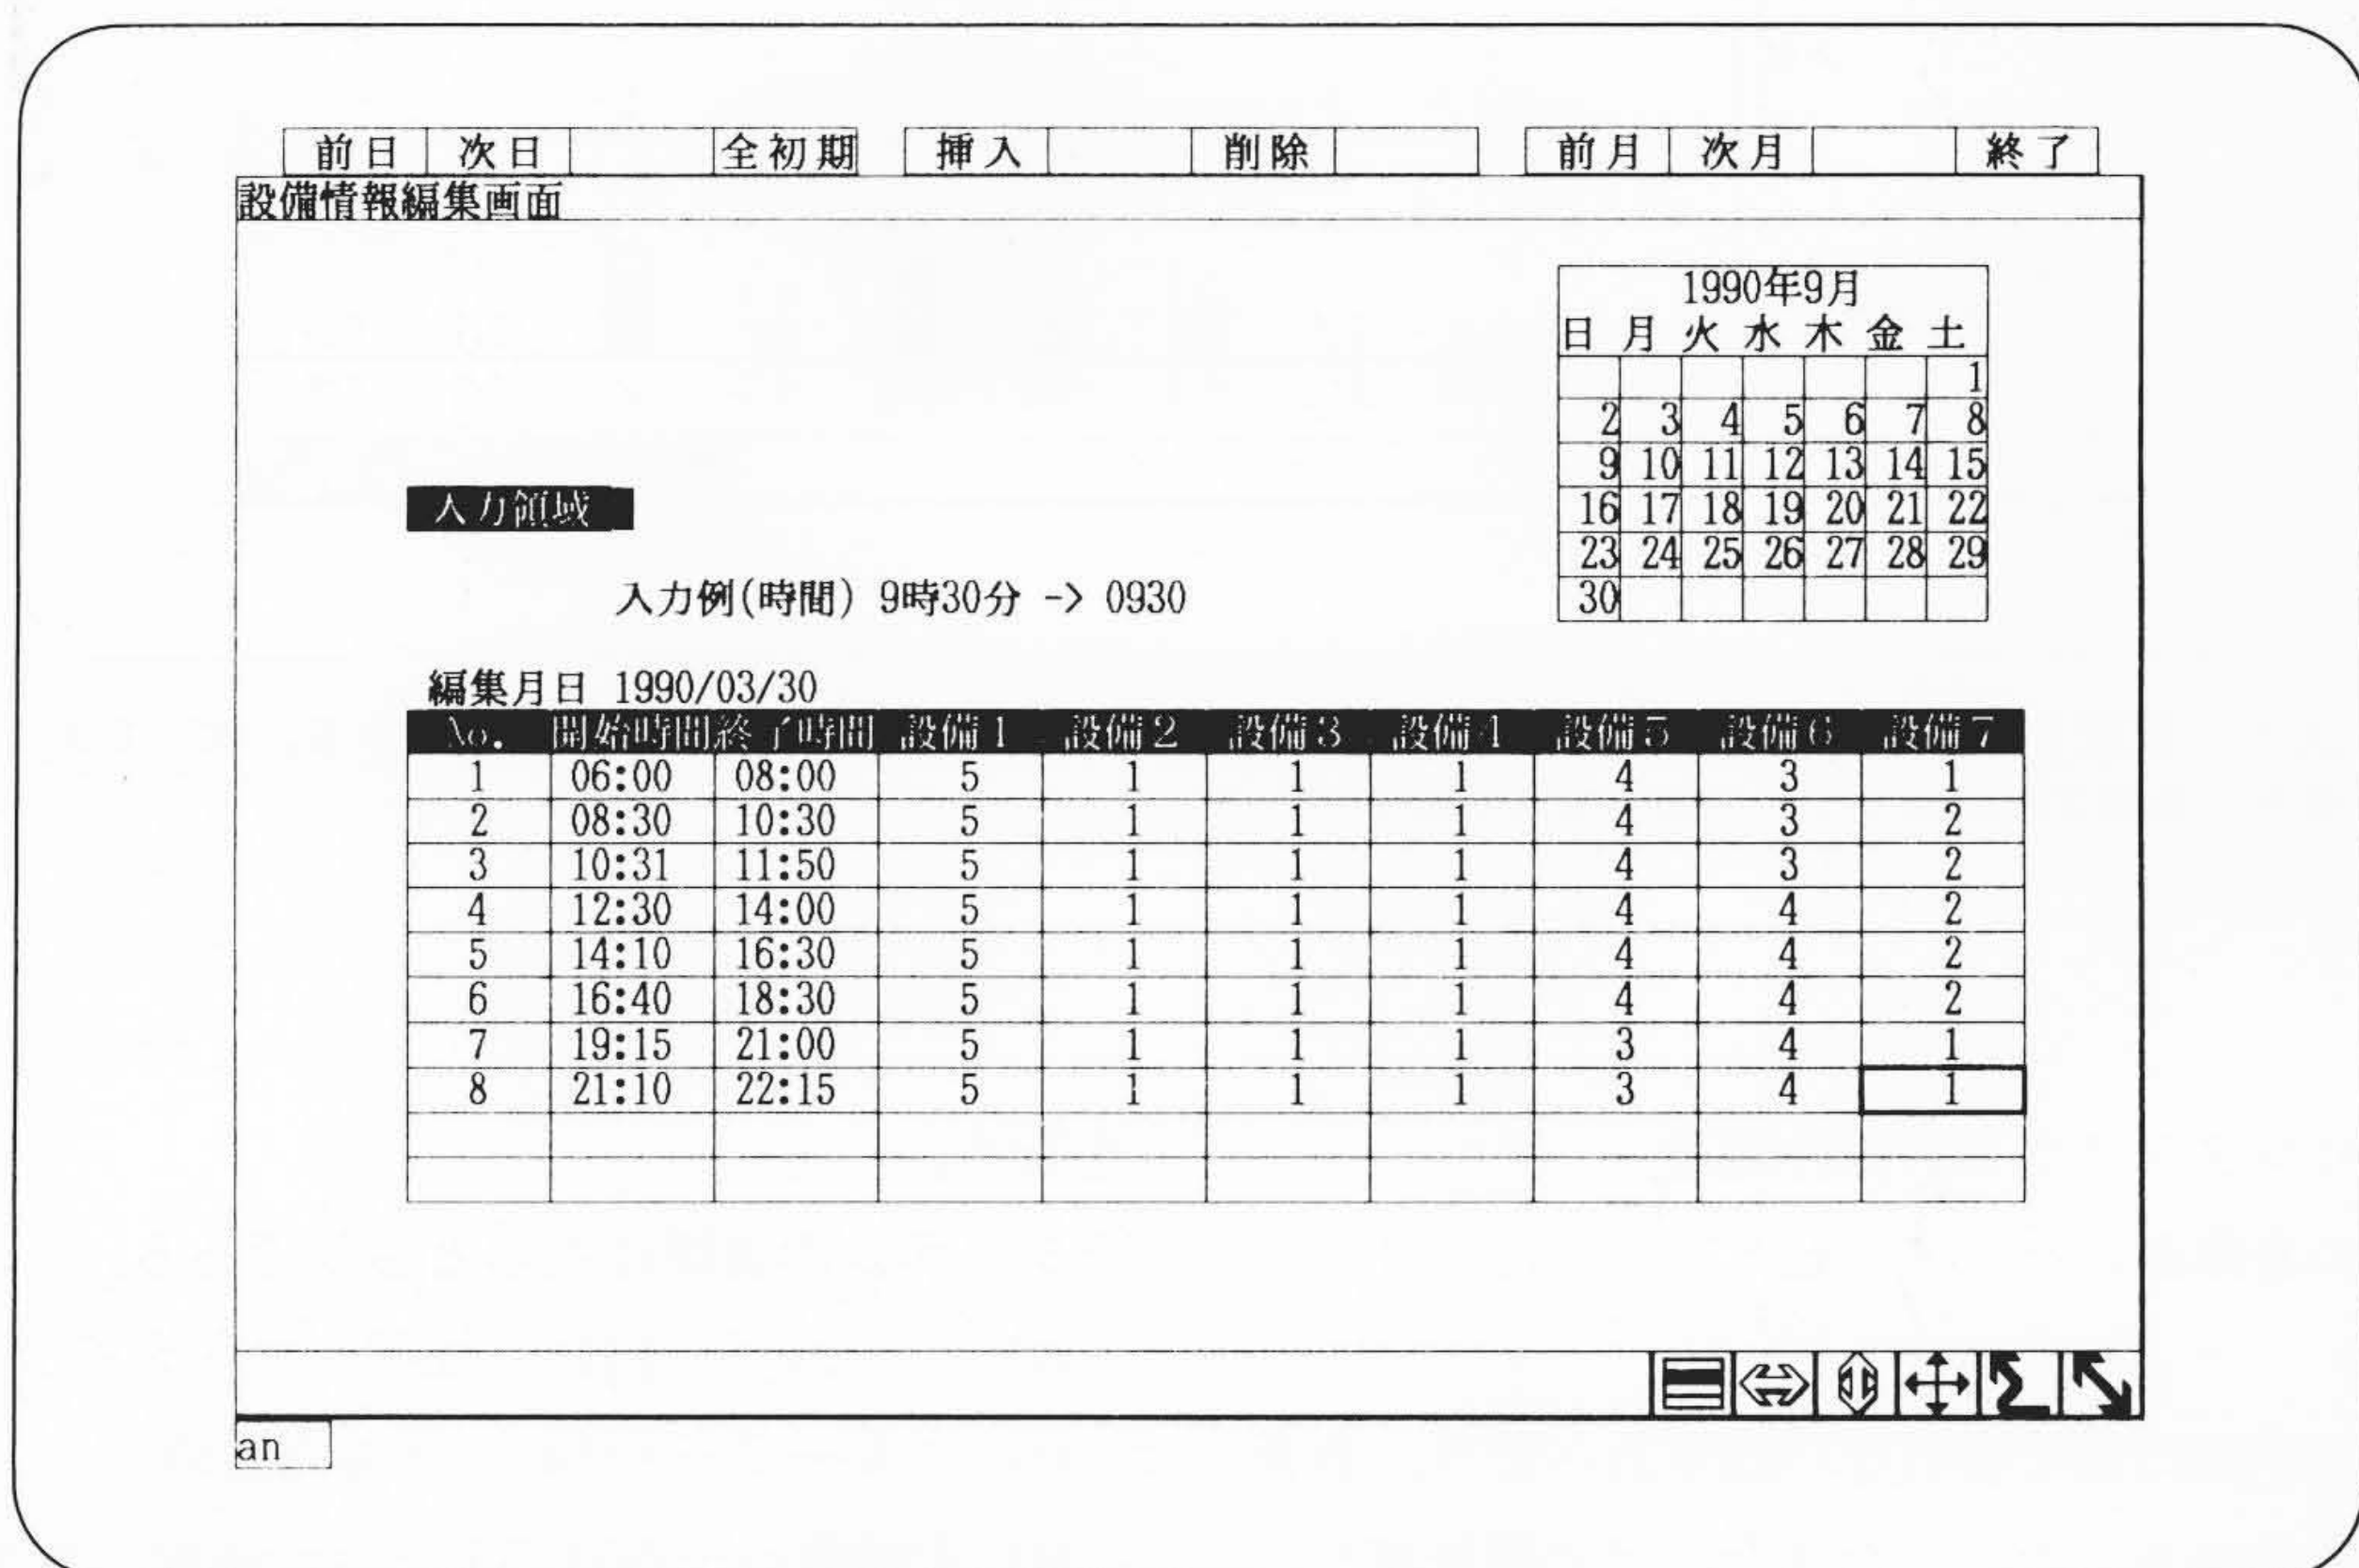 前日 次日 全初期 挿入 削除 前月 次月 終了
設備情報編集画面
1990年9月
日 月 火 水 木 金 土
1
2 3 4 5 6 7 8
9 10 11 12 13 14 15
16 17 18 19 20 21 22
23 24 25 26 27 28 29
30
入力領域
入力例(時間) 9時30分 -> 0930
編集月日 1990/03/30
No. 開始時間 終了時間 設備1 設備2 設備3 設備4 設備5 設備6 設備7
1 06:00 08:00 5 1 1 1 4 3 1
2 08:30 10:30 5 1 1 1 4 3 2
3 10:31 11:50 5 1 1 1 4 3 2
4 12:30 14:00 5 1 1 1 4 4 2
5 14:10 16:30 5 1 1 1 4 4 2
6 16:40 18:30 5 1 1 1 4 4 2
7 19:15 21:00 5 1 1 1 3 4 1
8 21:10 22:15 5 1 1 1 3 4 1
an